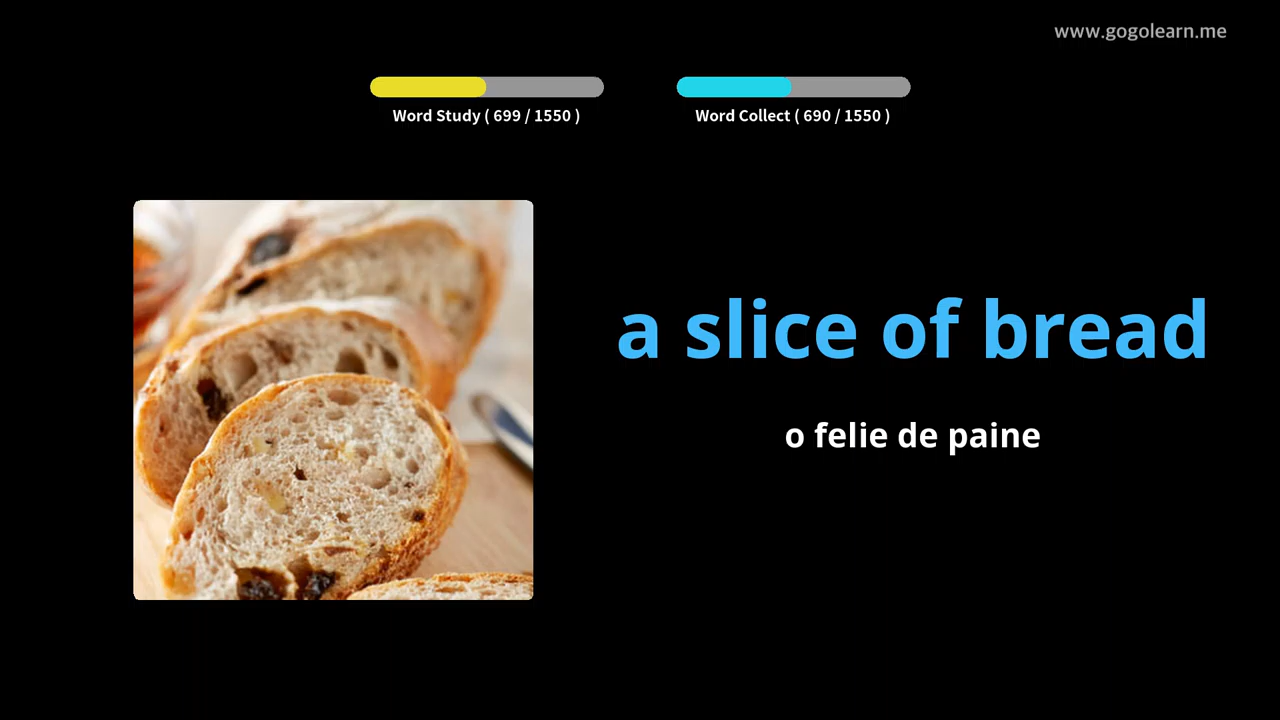 www.gogolearn.me
Word Study ( 699 / 1550 )
Word Collect ( 690 / 1550 )
a slice of bread
o felie de paine